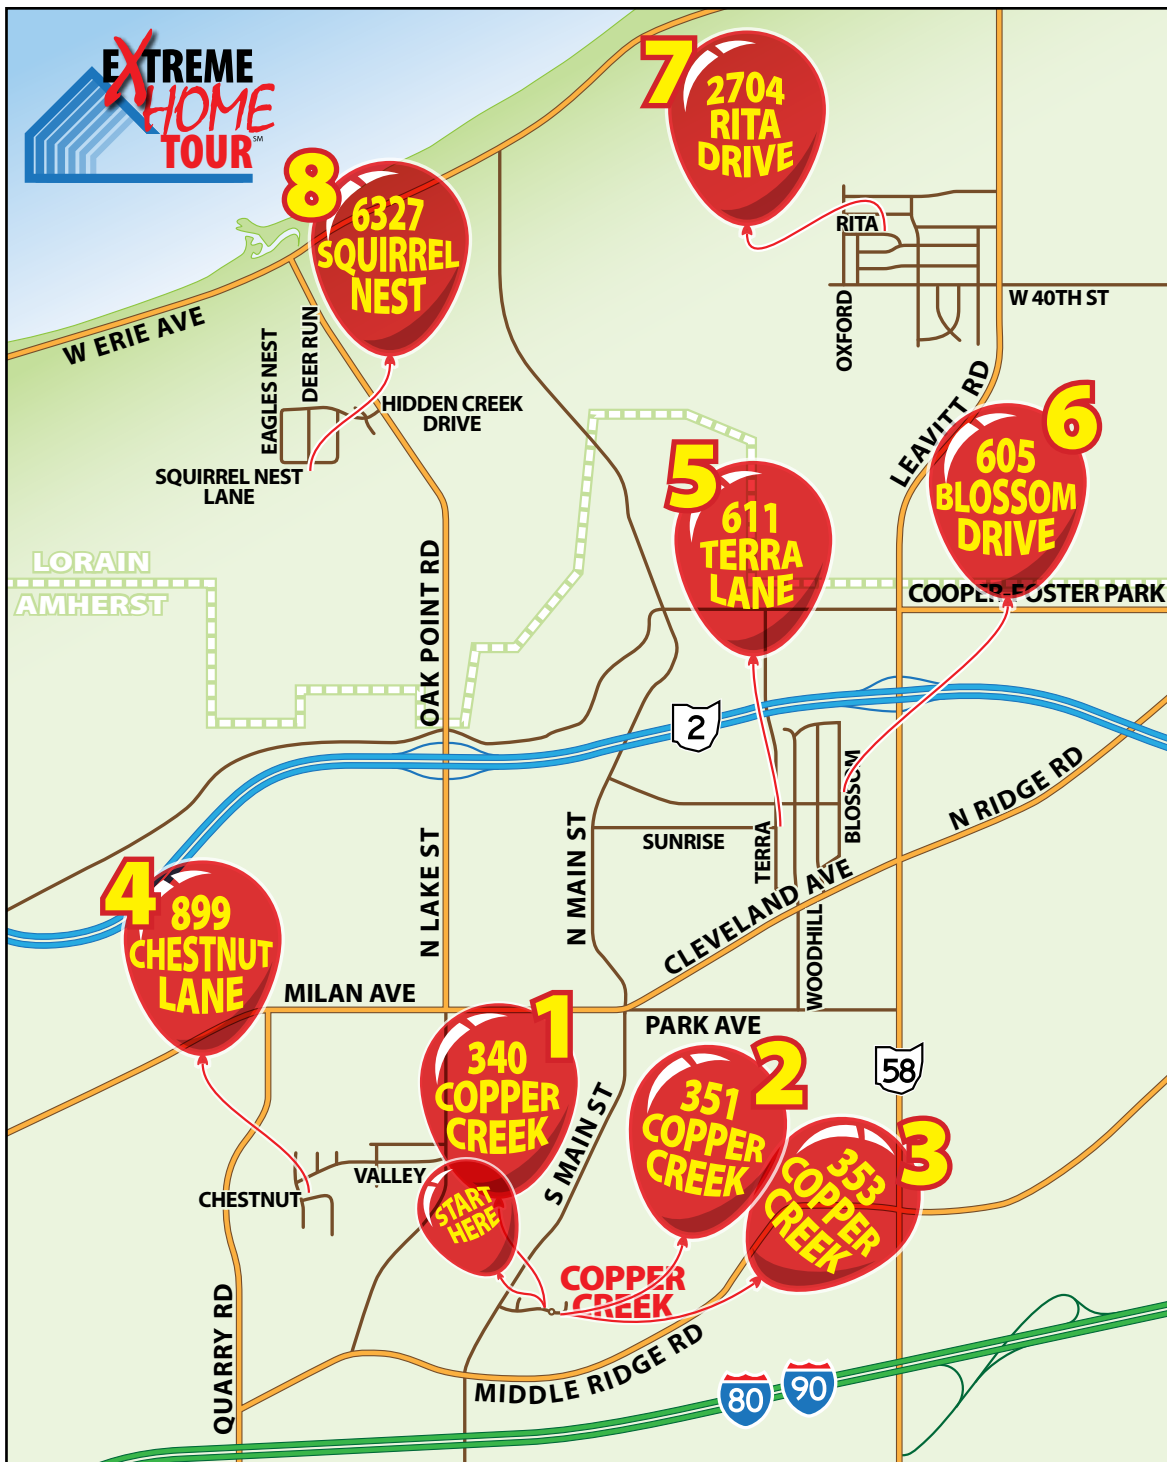 EXTREME
HOME
TOUR
SM
7
2704
RITA
DRIVE
8
6327
SQUIRREL
NEST
RITA
W 40TH ST
OXFORD
W ERIE AVE
EAGLES NEST
DEER RUN
HIDDEN CREEK
DRIVE
SQUIRREL NEST
LANE
LEAVITT RD
6
605
BLOSSOM
DRIVE
5
611
TERRA
LANE
LORAIN
AMHERST
COOPER-FOSTER PARK
OAK POINT RD
2
N RIDGE RD
BLOSSOM
SUNRISE
TERRA
N MAIN ST
N LAKE ST
CLEVELAND AVE
WOODHILL
4
899
CHESTNUT
LANE
MILAN AVE
PARK AVE
1
340
COPPER
CREEK
2
351
COPPER
CREEK
58
3
353
COPPER
CREEK
S MAIN ST
VALLEY
CHESTNUT
START
HERE
COPPER
CREEK
QUARRY RD
MIDDLE RIDGE RD
80
90